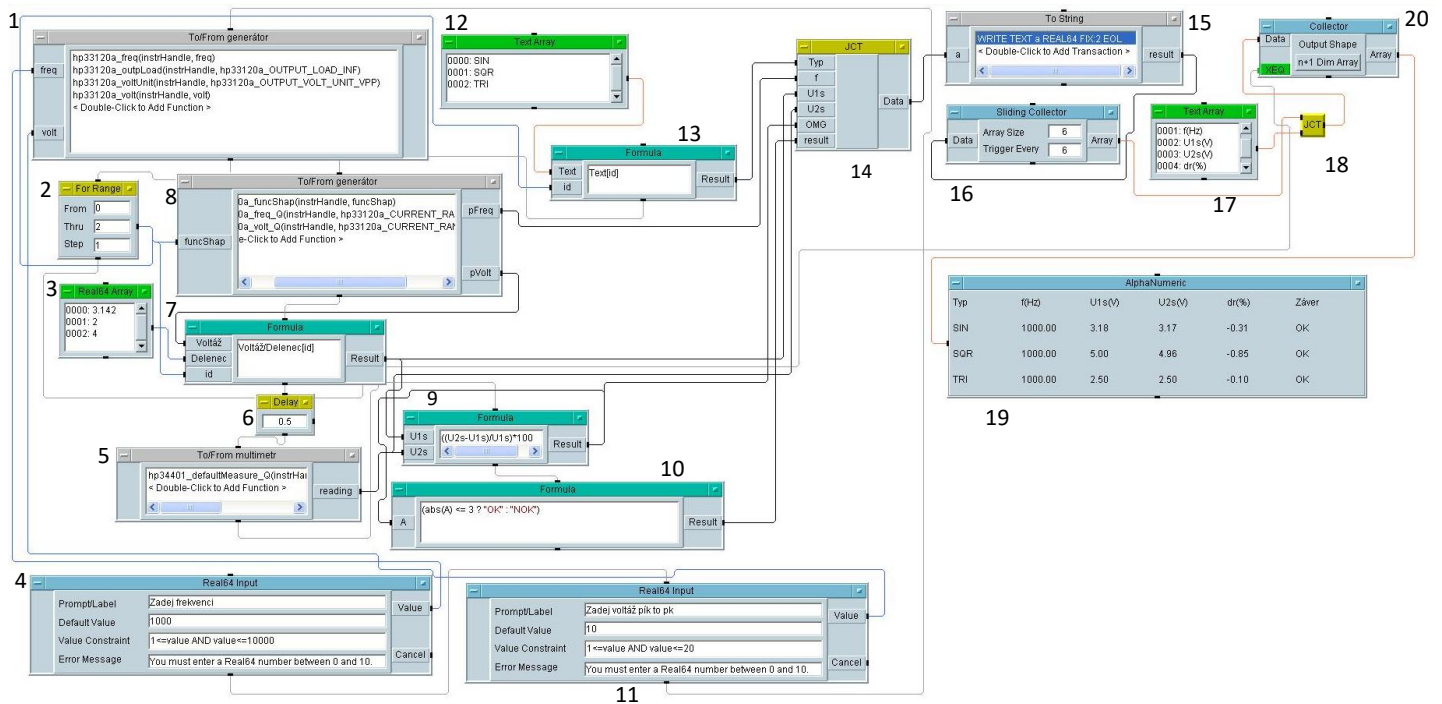 1
To/From generátor
freq
volt
hp33120a_freq(instrHandle, freq)
hp33120a_outpLoad(instrHandle, hp33120a_OUTPUT_LOAD_INF)
hp33120a_voltUnit(instrHandle, hp33120a_OUTPUT_VOLT_UNIT_VPP)
hp33120a_volt(instrHandle, volt)
< Double-Click to Add Function >
12
Text Array
0000: SIN
0001: SQR
0002: TRI
13
Formula
Text
id
Text[id]
Result
JCT
Typ
f
U1s
U2s
OMG
result
Data
14
To String
15
a
WRITE TEXT a REAL64 FIX:2 EOL
< Double-Click to Add Transaction >
result
Sliding Collector
Data
Array Size 6
Trigger Every 6
Array
16
Text Array
0001: f(Hz)
0002: U1s(V)
0003: U2s(V)
0004: dr(%)
17
JCT
18
Collector
20
Data
XEQ
Output Shape
n+1 Dim Array
Array
2
For Range
From 0
Thru 2
Step 1
8
To/From generátor
funcShap
0a_funcShap(instrHandle, funcShap)
0a_freq_Q(instrHandle, hp33120a_CURRENT_RA
0a_volt_Q(instrHandle, hp33120a_CURRENT_RAN
e-Click to Add Function >
pFreq
pVolt
3
Real64 Array
0000: 3.142
0001: 2
0002: 4
7
Formula
Voltáž
Delenec
id
Voltáž/Delenec[id]
Result
6
Delay
0.5
5
To/From multimetr
hp34401_defaultMeasure_Q(instrHan
< Double-Click to Add Function >
reading
9
Formula
U1s
U2s
((U2s-U1s)/U1s)*100
Result
10
Formula
A
(abs(A) <= 3 ? "OK" : "NOK")
Result
AlphaNumeric
Typ f(Hz) U1s(V) U2s(V) dr(%) Záver
SIN 1000.00 3.18 3.17 -0.31 OK
SQR 1000.00 5.00 4.96 -0.85 OK
TRI 1000.00 2.50 2.50 -0.10 OK
19
4
Real64 Input
Prompt/Label Zadej frekvenci
Default Value 1000
Value Constraint 1<=value AND value<=10000
Error Message You must enter a Real64 number between 0 and 10.
Value
Cancel
Real64 Input
Prompt/Label Zadej voltáž pík to pk
Default Value 10
Value Constraint 1<=value AND value<=20
Error Message You must enter a Real64 number between 0 and 10.
Value
Cancel
11